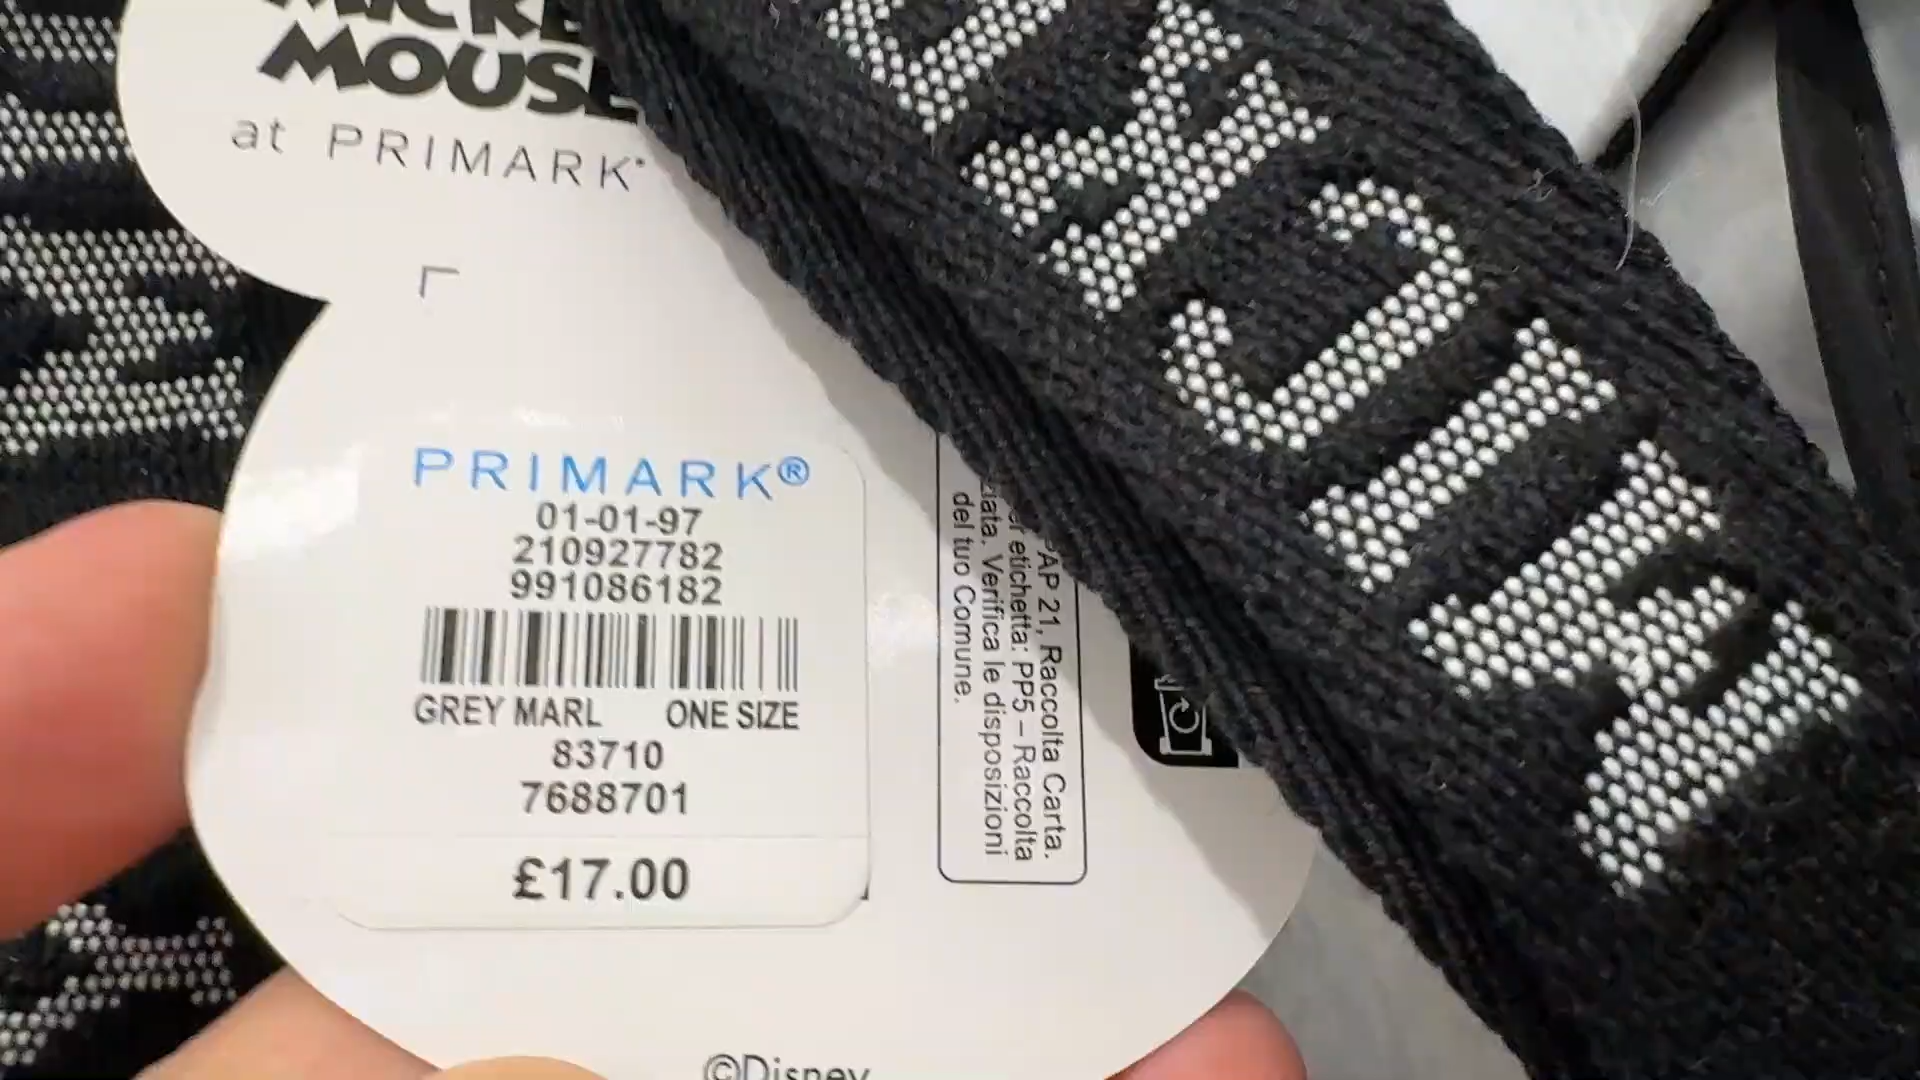 MICKEY
MOUSE
at PRIMARK
PRIMARK®
01-01-97
210927782
991086182
GREY MARL ONE SIZE
83710
7688701
£17.00
PAP 21, Raccolta Carta.
etichetta: PP5 – Raccolta
Verifica le disposizioni
del tuo Comune.
©Disney